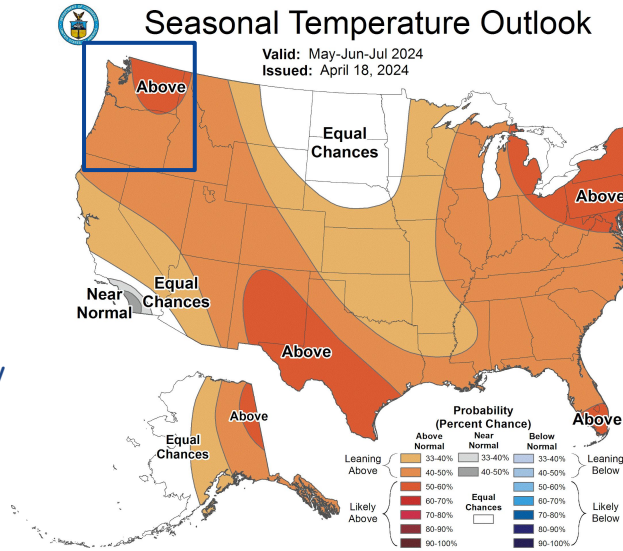 Seasonal Temperature Outlook
Valid: May-Jun-Jul 2024
Issued: April 18, 2024
Above
Equal
Chances
Above
Near
Normal
Equal
Chances
Above
Above
Equal
Chances
Above
Probability
(Percent Chance)
Above
Normal
Near
Normal
Below
Normal
Leaning
Above
33-40%
40-50%
33-40%
40-50%
33-40%
40-50%
Leaning
Below
Likely
Above
50-60%
60-70%
70-80%
80-90%
90-100%
Equal
Chances
50-60%
60-70%
70-80%
80-90%
90-100%
Likely
Below